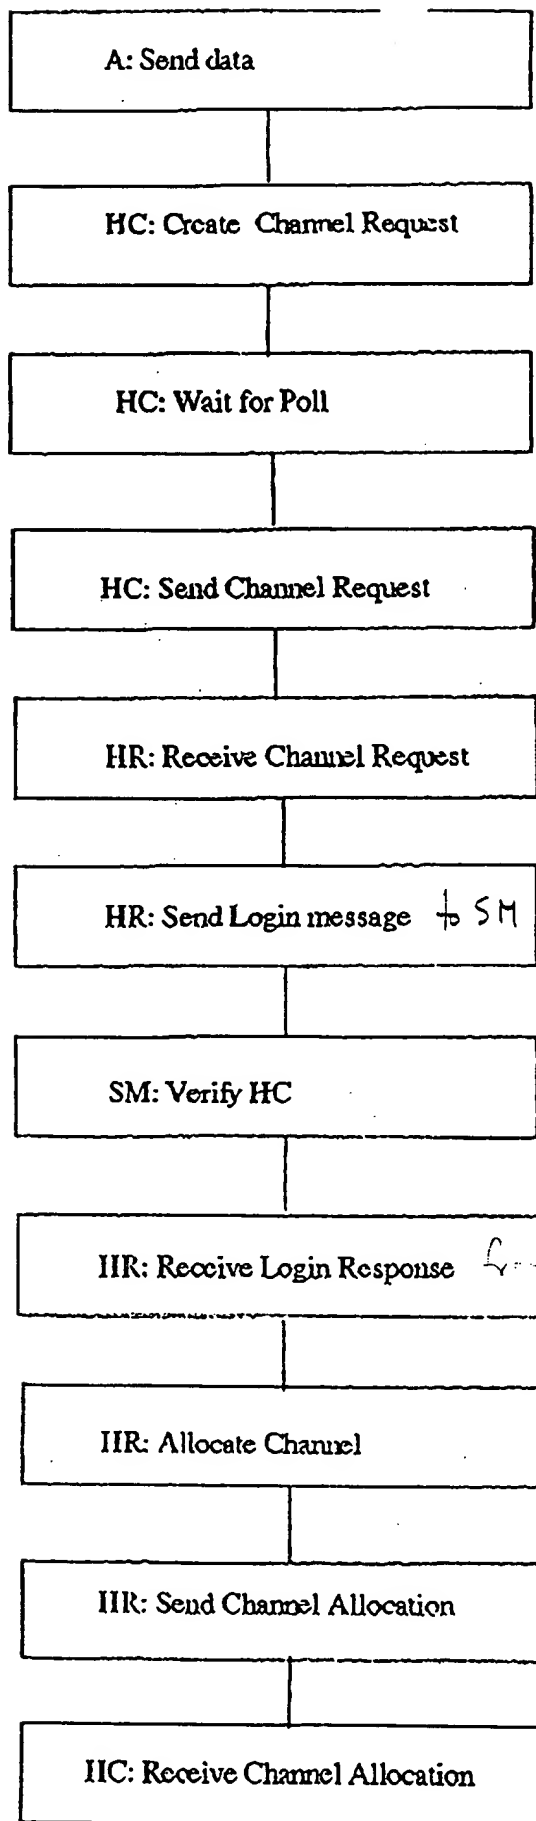 A: Send data
HC: Create Channel Request
HC: Wait for Poll
HC: Send Channel Request
HR: Receive Channel Request
HR: Send Login message to SM
SM: Verify HC
HR: Receive Login Response
HR: Allocate Channel
HR: Send Channel Allocation
HC: Receive Channel Allocation